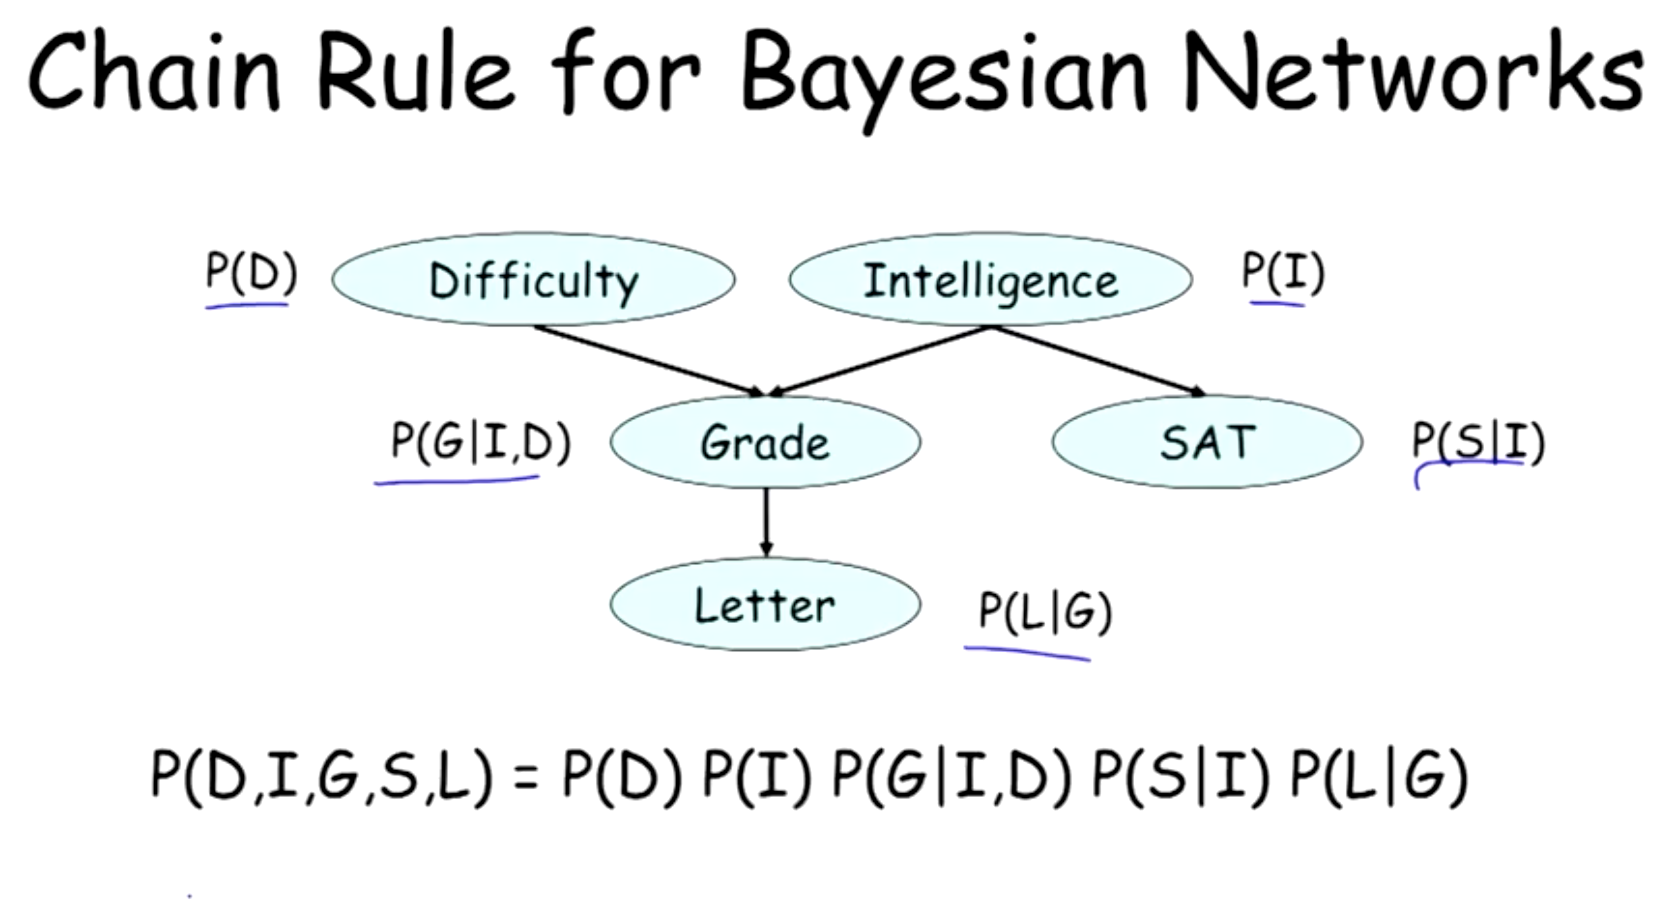 Chain Rule for Bayesian Networks
P(D) Difficulty Intelligence P(I)
P(G|I,D) Grade SAT P(S|I)
Letter P(L|G)
P(D,I,G,S,L) = P(D) P(I) P(G|I,D) P(S|I) P(L|G)